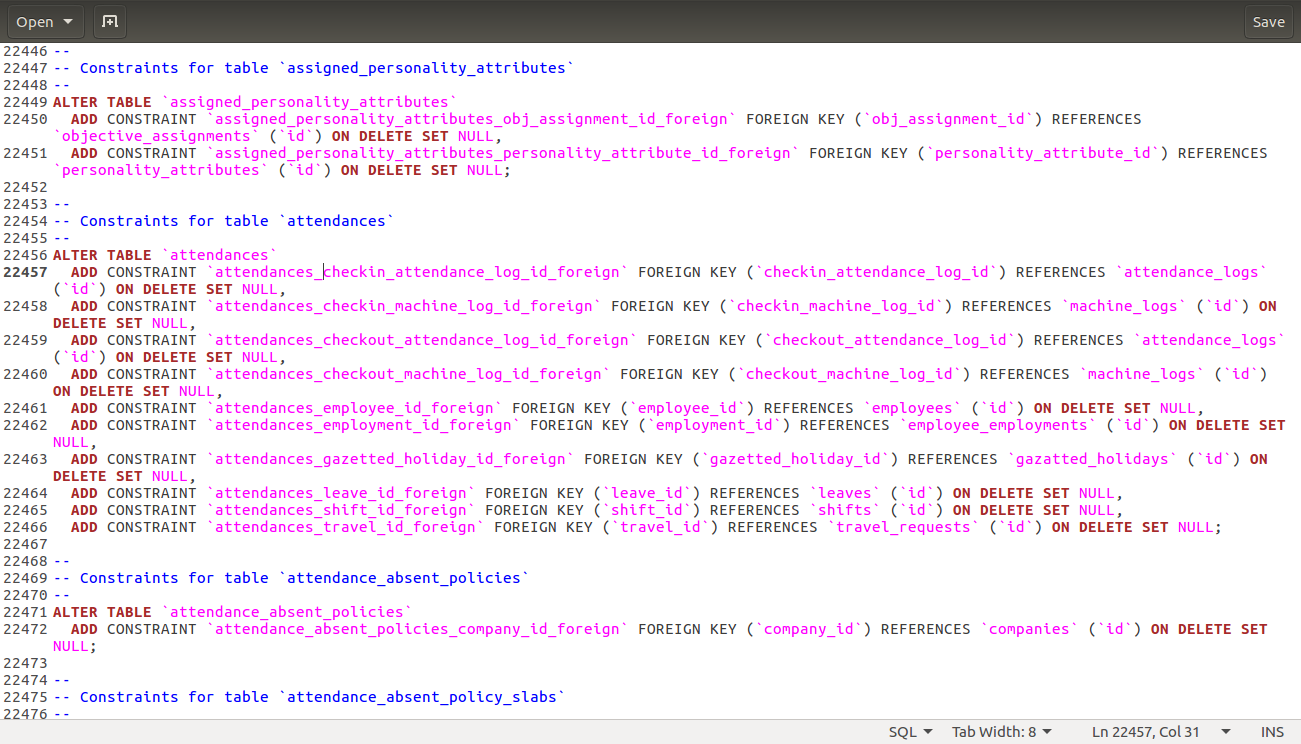 Open
Save
22446 --
22447 -- Constraints for table `assigned_personality_attributes`
22448 --
22449 ALTER TABLE `assigned_personality_attributes`
22450   ADD CONSTRAINT `assigned_personality_attributes_obj_assignment_id_foreign` FOREIGN KEY (`obj_assignment_id`) REFERENCES
`objective_assignments` (`id`) ON DELETE SET NULL,
22451   ADD CONSTRAINT `assigned_personality_attributes_personality_attribute_id_foreign` FOREIGN KEY (`personality_attribute_id`) REFERENCES
`personality_attributes` (`id`) ON DELETE SET NULL;
22452
22453 --
22454 -- Constraints for table `attendances`
22455 --
22456 ALTER TABLE `attendances`
22457   ADD CONSTRAINT `attendances_checkin_attendance_log_id_foreign` FOREIGN KEY (`checkin_attendance_log_id`) REFERENCES `attendance_logs`
(`id`) ON DELETE SET NULL,
22458   ADD CONSTRAINT `attendances_checkin_machine_log_id_foreign` FOREIGN KEY (`checkin_machine_log_id`) REFERENCES `machine_logs` (`id`) ON
DELETE SET NULL,
22459   ADD CONSTRAINT `attendances_checkout_attendance_log_id_foreign` FOREIGN KEY (`checkout_attendance_log_id`) REFERENCES `attendance_logs`
(`id`) ON DELETE SET NULL,
22460   ADD CONSTRAINT `attendances_checkout_machine_log_id_foreign` FOREIGN KEY (`checkout_machine_log_id`) REFERENCES `machine_logs` (`id`)
ON DELETE SET NULL,
22461   ADD CONSTRAINT `attendances_employee_id_foreign` FOREIGN KEY (`employee_id`) REFERENCES `employees` (`id`) ON DELETE SET NULL,
22462   ADD CONSTRAINT `attendances_employment_id_foreign` FOREIGN KEY (`employment_id`) REFERENCES `employee_employments` (`id`) ON DELETE SET
NULL,
22463   ADD CONSTRAINT `attendances_gazetted_holiday_id_foreign` FOREIGN KEY (`gazetted_holiday_id`) REFERENCES `gazatted_holidays` (`id`) ON
DELETE SET NULL,
22464   ADD CONSTRAINT `attendances_leave_id_foreign` FOREIGN KEY (`leave_id`) REFERENCES `leaves` (`id`) ON DELETE SET NULL,
22465   ADD CONSTRAINT `attendances_shift_id_foreign` FOREIGN KEY (`shift_id`) REFERENCES `shifts` (`id`) ON DELETE SET NULL,
22466   ADD CONSTRAINT `attendances_travel_id_foreign` FOREIGN KEY (`travel_id`) REFERENCES `travel_requests` (`id`) ON DELETE SET NULL;
22467
22468 --
22469 -- Constraints for table `attendance_absent_policies`
22470 --
22471 ALTER TABLE `attendance_absent_policies`
22472   ADD CONSTRAINT `attendance_absent_policies_company_id_foreign` FOREIGN KEY (`company_id`) REFERENCES `companies` (`id`) ON DELETE SET
NULL;
22473
22474 --
22475 -- Constraints for table `attendance_absent_policy_slabs`
22476 --
SQL
Tab Width: 8
Ln 22457, Col 31
INS